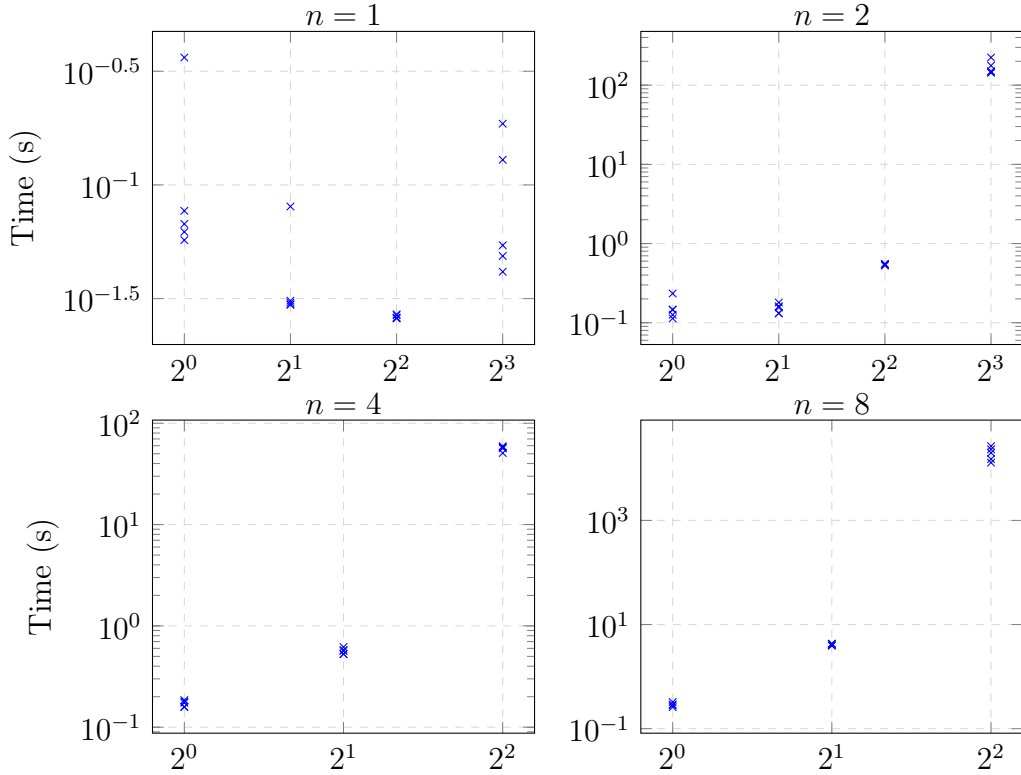 n = 1
Time (s)
10^{-0.5}
10^{-1}
10^{-1.5}
2^0 2^1 2^2 2^3
n = 2
10^2
10^1
10^0
10^{-1}
2^0 2^1 2^2 2^3
n = 4
Time (s)
10^2
10^1
10^0
10^{-1}
2^0 2^1 2^2
n = 8
10^3
10^1
10^{-1}
2^0 2^1 2^2